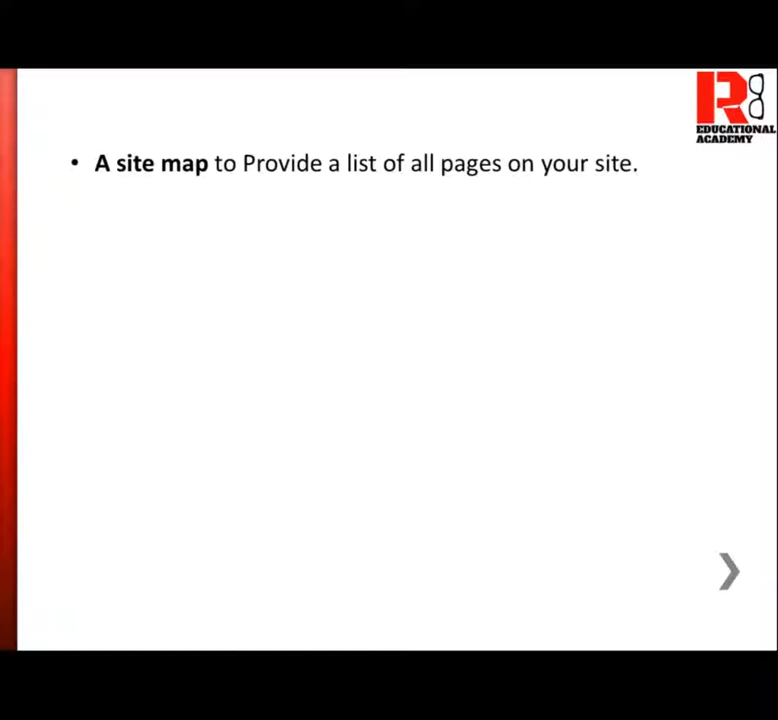 R
EDUCATIONAL
ACADEMY
• A site map to Provide a list of all pages on your site.